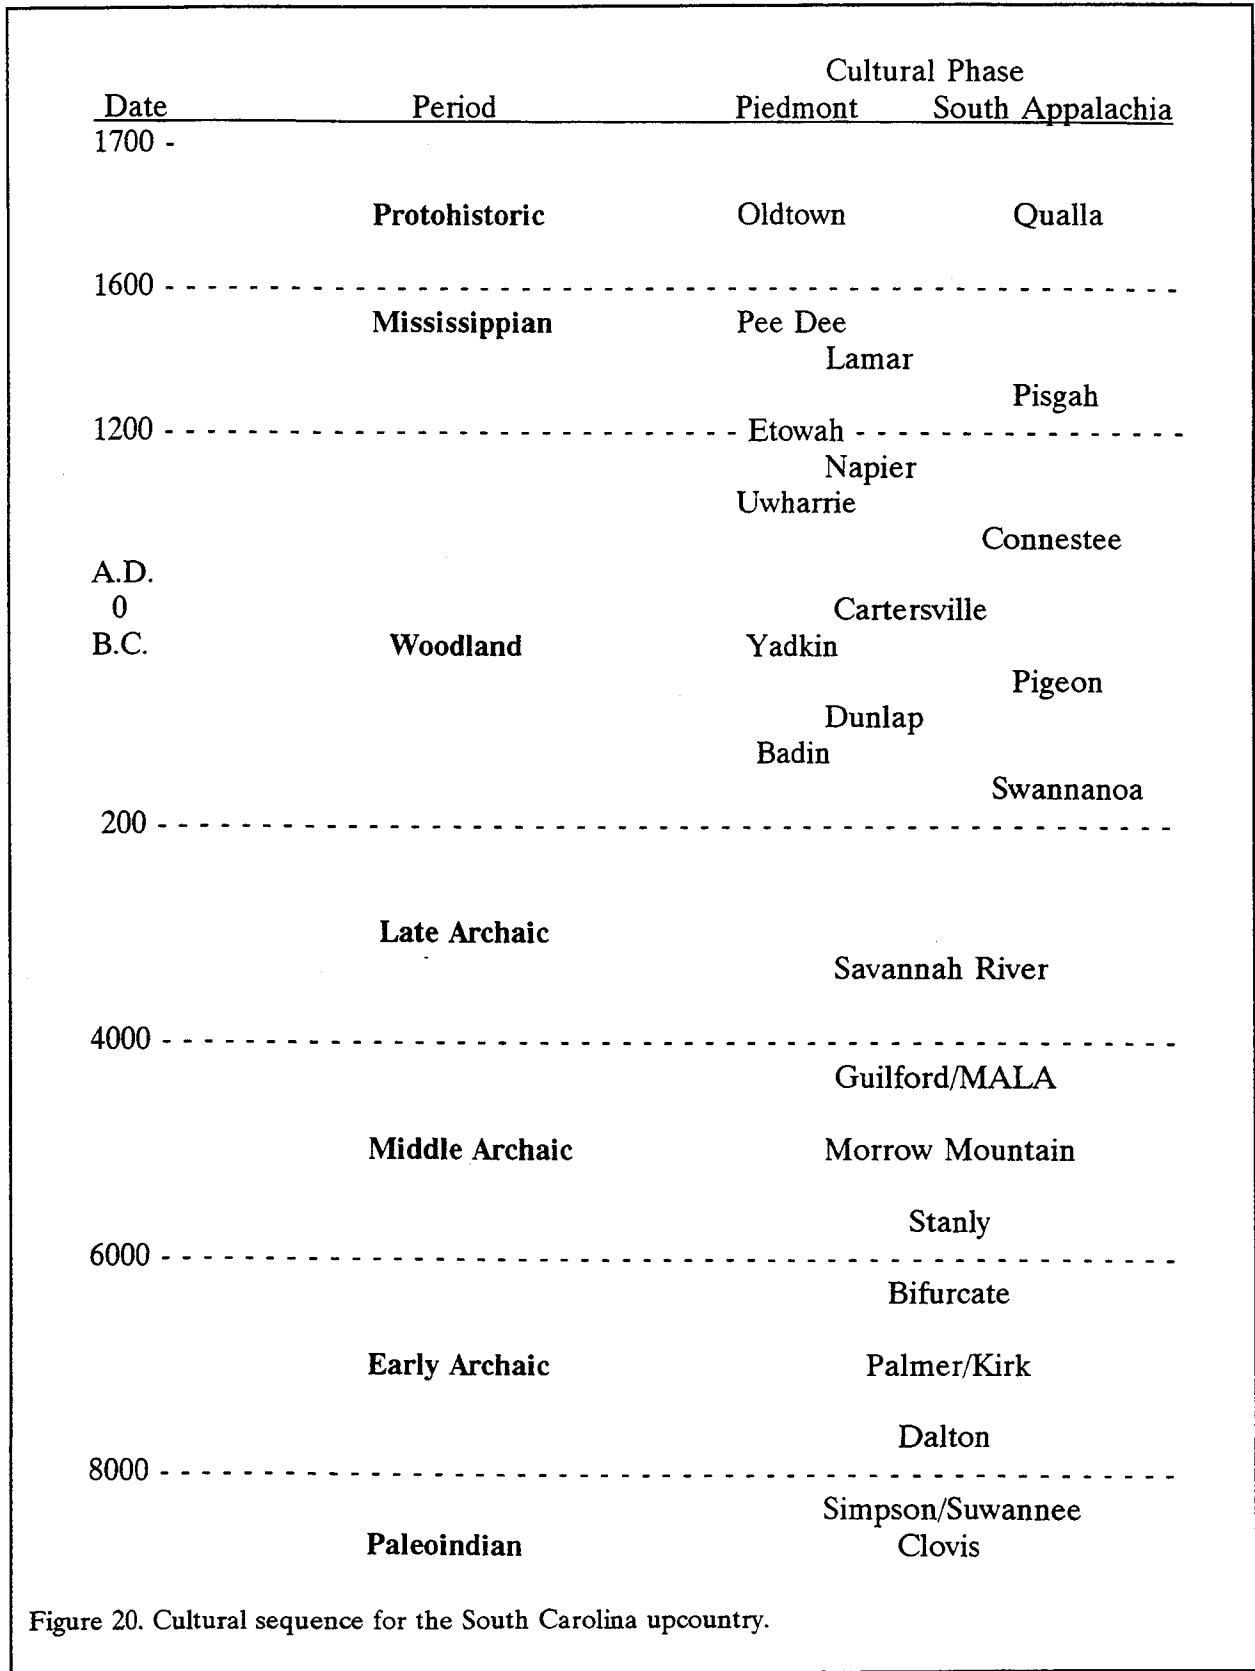 Cultural Phase
Date Period Piedmont South Appalachia
1700 -
Protohistoric Oldtown Qualla
1600 - - - - - - - - - - - - - - - - - - - - - - - - - - - - - - - - - - - - - - - -
Mississippian Pee Dee
Lamar
Pisgah
1200 - - - - - - - - - - - - - - - - - - - - - - Etowah - - - - - - - - - - - - - -
Napier
Uwharrie
Connestee
A.D.
0 Cartersville
B.C. Woodland Yadkin
Pigeon
Dunlap
Badin
Swannanoa
200 - - - - - - - - - - - - - - - - - - - - - - - - - - - - - - - - - - - - - - - -
Late Archaic
Savannah River
4000 - - - - - - - - - - - - - - - - - - - - - - - - - - - - - - - - - - - - - - - -
Guilford/MALA
Middle Archaic Morrow Mountain
Stanly
6000 - - - - - - - - - - - - - - - - - - - - - - - - - - - - - - - - - - - - - - - -
Bifurcate
Early Archaic Palmer/Kirk
Dalton
8000 - - - - - - - - - - - - - - - - - - - - - - - - - - - - - - - - - - - - - - - -
Simpson/Suwannee
Paleoindian Clovis
Figure 20. Cultural sequence for the South Carolina upcountry.